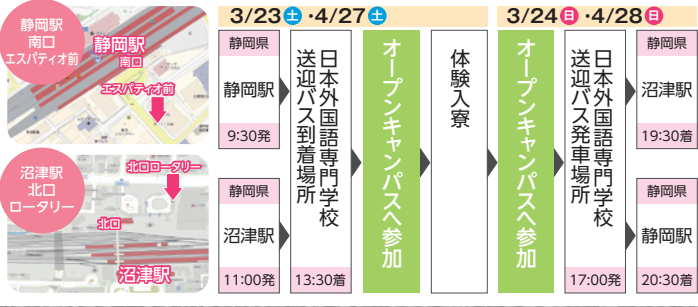 静岡駅
南口
エスパティオ前
静岡駅
南口
エスパティオ前
沼津駅
北口
ロータリー
北口ロータリー
北口
沼津駅
3/23土・4/27土
静岡県
静岡駅
9:30発
静岡県
沼津駅
11:00発
日本外国語専門学校
送迎バス到着場所
13:30着
オープンキャンパスへ参加
体験入寮
3/24日・4/28日
オープンキャンパスへ参加
日本外国語専門学校
送迎バス発車場所
17:00発
静岡県
沼津駅
19:30着
静岡県
静岡駅
20:30着